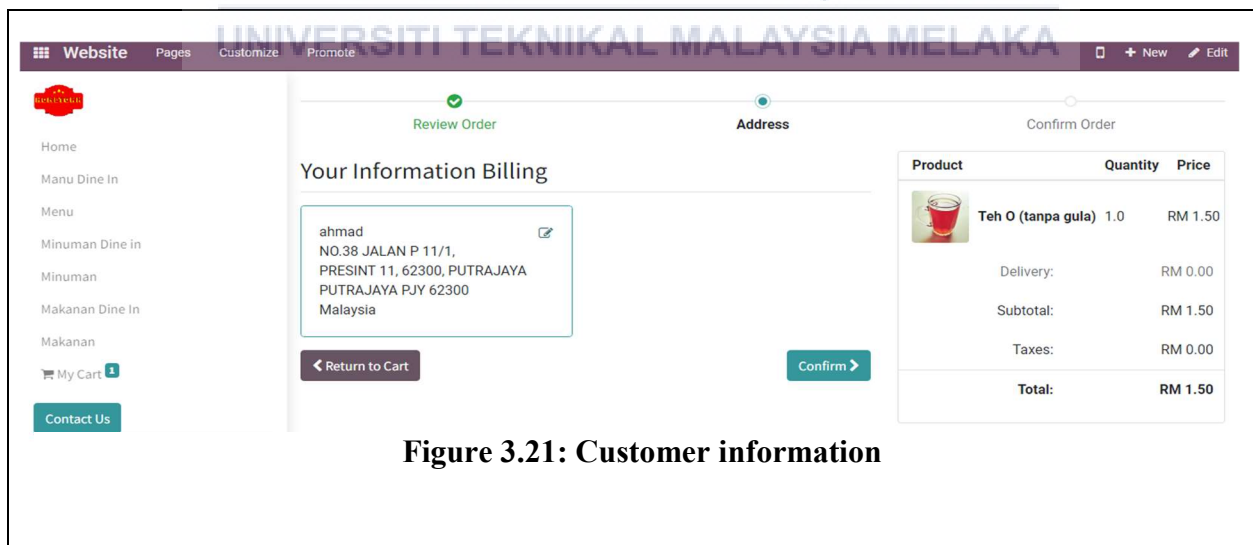 UNIVERSITI TEKNIKAL MALAYSIA MELAKA
Website Pages Customize Promote + New Edit
Home
Manu Dine In
Menu
Minuman Dine in
Minuman
Makanan Dine In
Makanan
My Cart 1
Contact Us
Review Order Address Confirm Order
Your Information Billing
ahmad
NO.38 JALAN P 11/1,
PRESINT 11, 62300, PUTRAJAYA
PUTRAJAYA PJY 62300
Malaysia
Return to Cart Confirm
Product Quantity Price
Teh O (tanpa gula) 1.0 RM 1.50
Delivery: RM 0.00
Subtotal: RM 1.50
Taxes: RM 0.00
Total: RM 1.50
Figure 3.21: Customer information